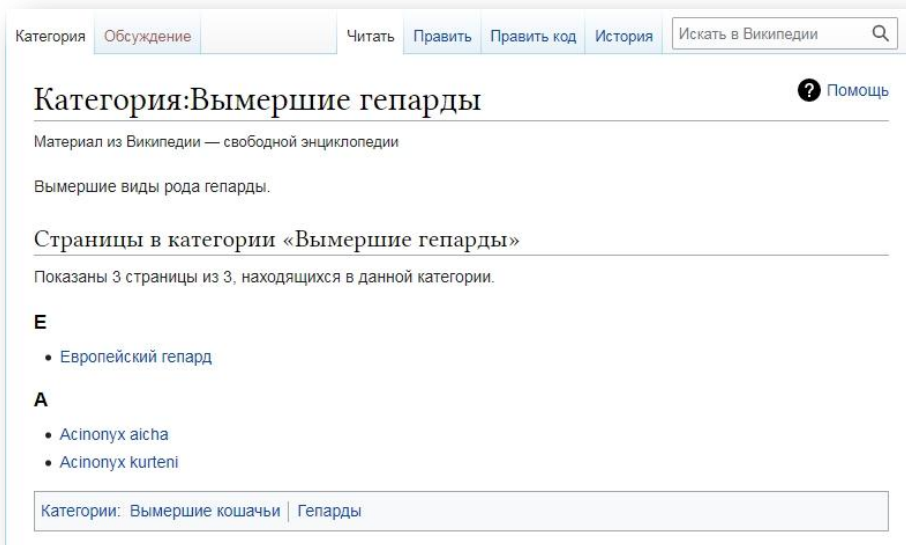 Категория Обсуждение Читать Править Править код История Искать в Википедии
Категория:Вымершие гепарды
? Помощь
Материал из Википедии — свободной энциклопедии
Вымершие виды рода гепарды.
Страницы в категории «Вымершие гепарды»
Показаны 3 страницы из 3, находящихся в данной категории.
Е
• Европейский гепард
A
• Acinonyx aicha
• Acinonyx kurteni
Категории: Вымершие кошачьи | Гепарды